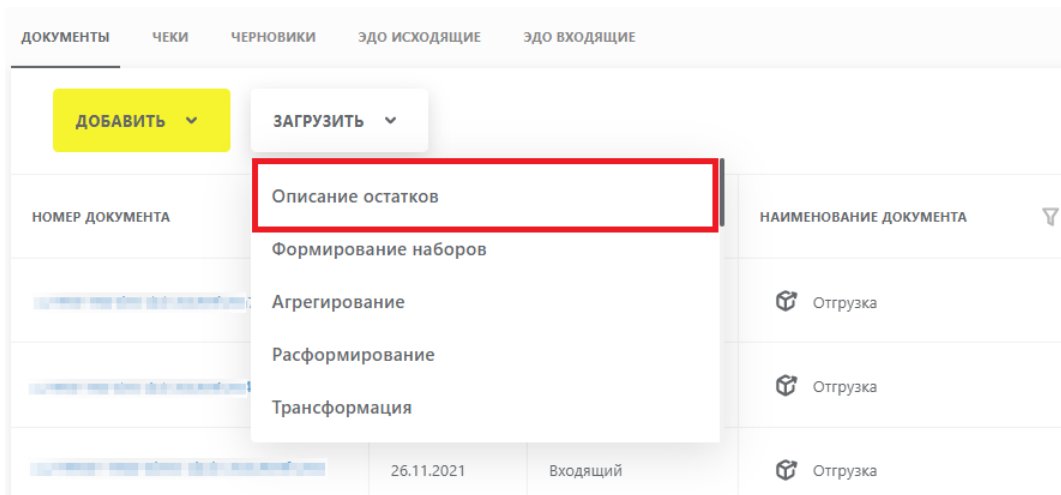 ДОКУМЕНТЫ ЧЕКИ ЧЕРНОВИКИ ЭДО ИСХОДЯЩИЕ ЭДО ВХОДЯЩИЕ
ДОБАВИТЬ ЗАГРУЗИТЬ
Описание остатков
НОМЕР ДОКУМЕНТА НАИМЕНОВАНИЕ ДОКУМЕНТА
Формирование наборов
Агрегирование
Отгрузка
Расформирование
Отгрузка
Трансформация
26.11.2021 Входящий Отгрузка